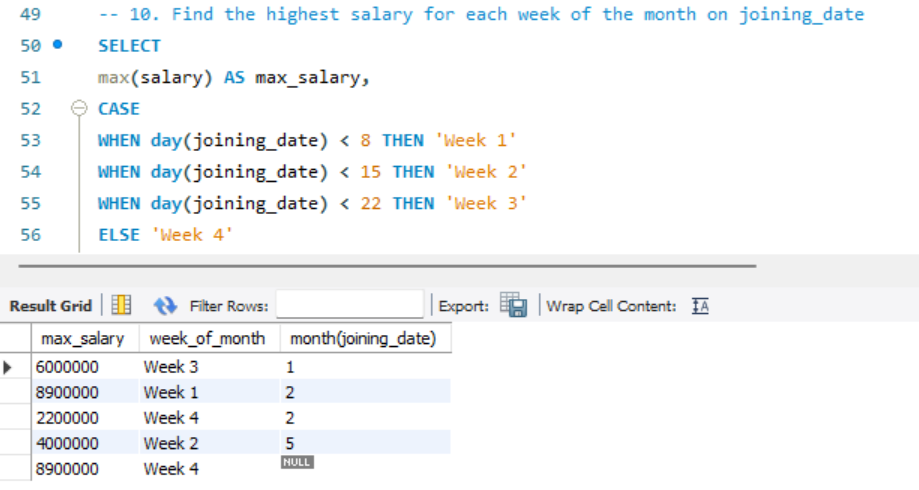 49 -- 10. Find the highest salary for each week of the month on joining_date
50 SELECT
51 max(salary) AS max_salary,
52 CASE
53 WHEN day(joining_date) < 8 THEN 'Week 1'
54 WHEN day(joining_date) < 15 THEN 'Week 2'
55 WHEN day(joining_date) < 22 THEN 'Week 3'
56 ELSE 'Week 4'
Result Grid Filter Rows: Export: Wrap Cell Content: IA
max_salary week_of_month month(joining_date)
6000000 Week 3 1
8900000 Week 1 2
2200000 Week 4 2
4000000 Week 2 5
8900000 Week 4 NULL